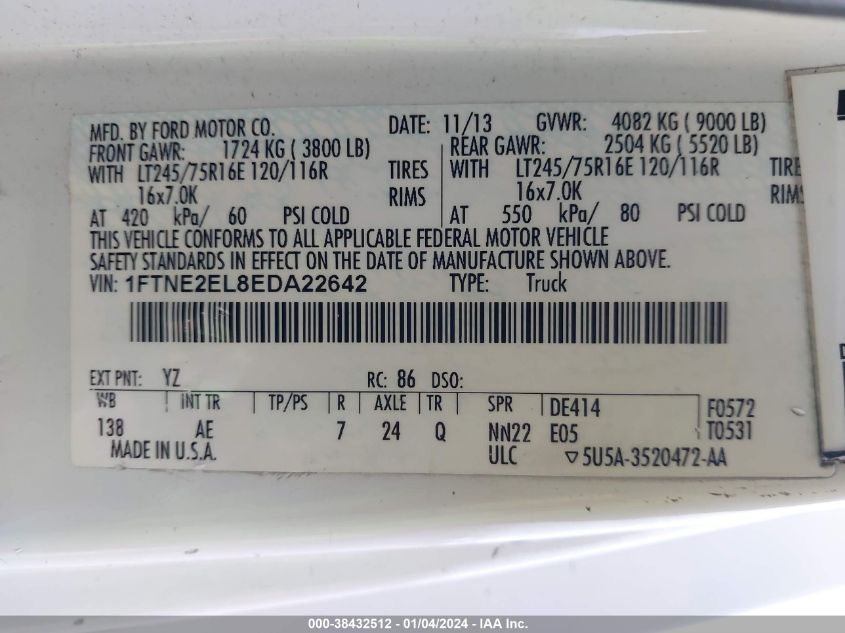 MFD. BY FORD MOTOR CO. DATE: 11/13 GVWR: 4082 KG ( 9000 LB)
FRONT GAWR: 1724 KG ( 3800 LB) REAR GAWR: 2504 KG ( 5520 LB)
WITH LT245/75R16E 120/116R TIRES WITH LT245/75R16E 120/116R TIRE
16x7.0K RIMS 16x7.0K RIMS
AT 420 kPa/ 60 PSI COLD AT 550 kPa/ 80 PSI COLD
THIS VEHICLE CONFORMS TO ALL APPLICABLE FEDERAL MOTOR VEHICLE
SAFETY STANDARDS IN EFFECT ON THE DATE OF MANUFACTURE SHOWN ABOVE.
VIN: 1FTNE2EL8EDA22642 TYPE: Truck
EXT PNT: YZ RC: 86 DSO:
WB INT TR TP/PS R AXLE TR SPR DE414 F0572
138 AE 7 24 Q NN22 E05 T0531
MADE IN U.S.A. ULC ▽5U5A-3520472-AA
000-38432512 - 01/04/2024 - IAA Inc.